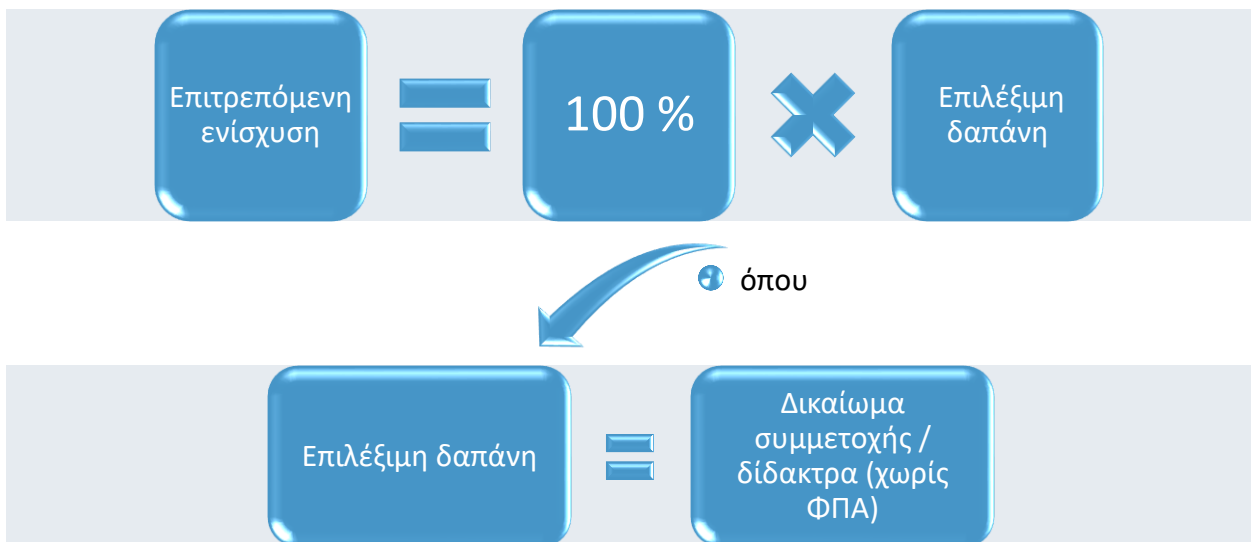 Επιτρεπόμενη
ενίσχυση
100 %
Επιλέξιμη
δαπάνη
όπου
Επιλέξιμη δαπάνη
Δικαίωμα
συμμετοχής /
δίδακτρα (χωρίς
ΦΠΑ)